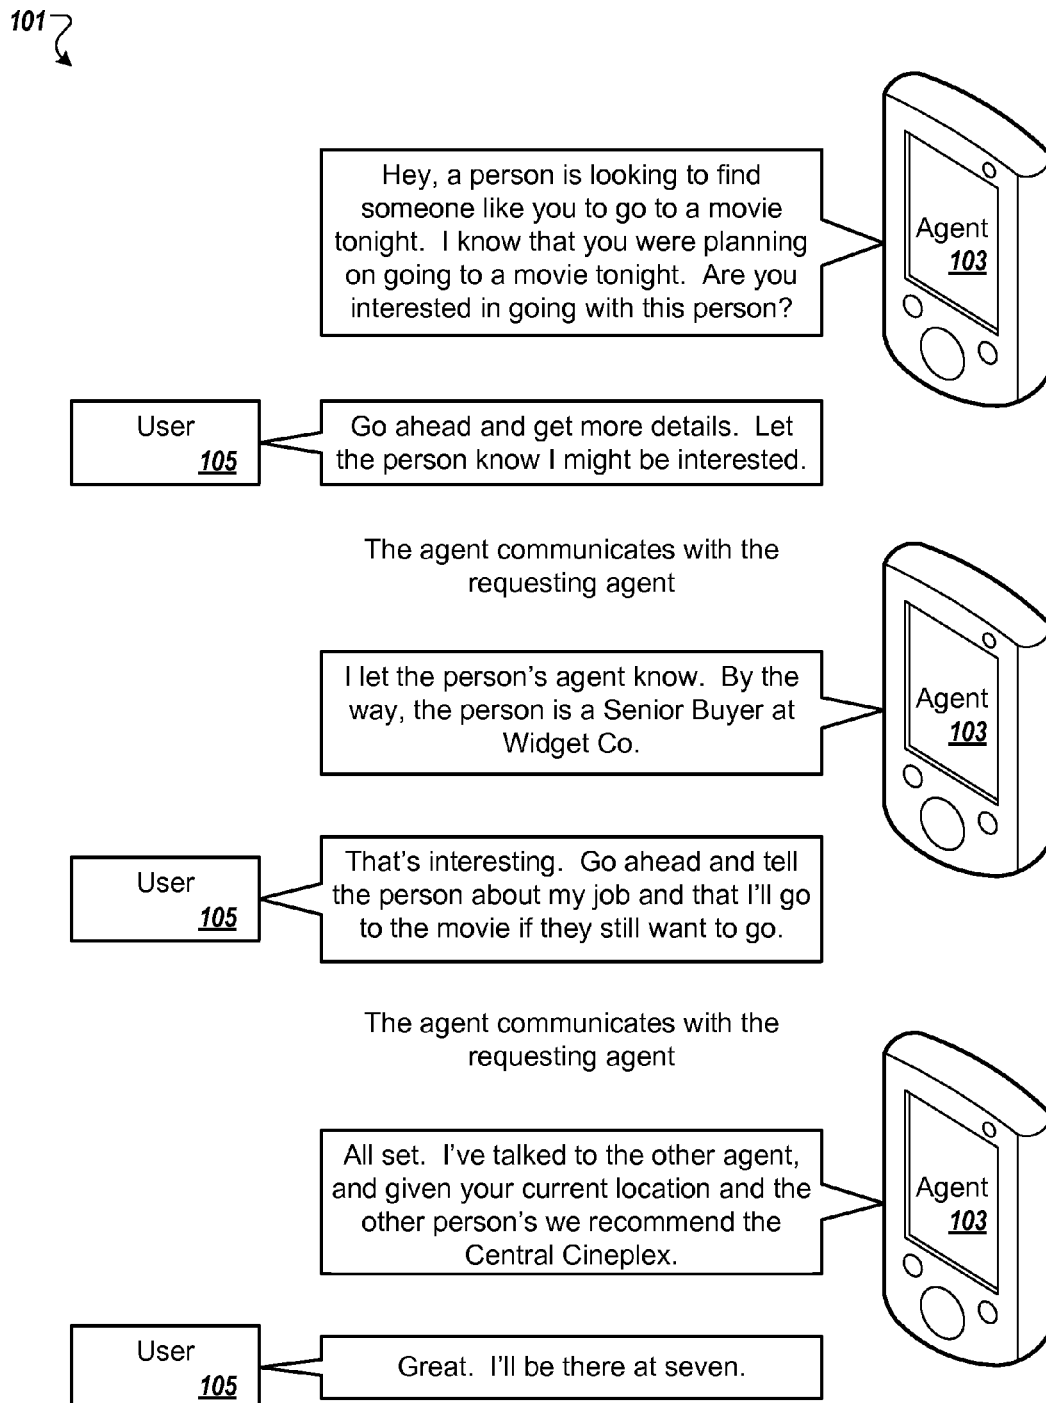 101
Hey, a person is looking to find
someone like you to go to a movie
tonight.  I know that you were planning
on going to a movie tonight.  Are you
interested in going with this person?
Agent
103
User
105
Go ahead and get more details.  Let
the person know I might be interested.
The agent communicates with the
requesting agent
I let the person's agent know.  By the
way, the person is a Senior Buyer at
Widget Co.
Agent
103
User
105
That's interesting.  Go ahead and tell
the person about my job and that I'll go
to the movie if they still want to go.
The agent communicates with the
requesting agent
All set.  I've talked to the other agent,
and given your current location and the
other person's we recommend the
Central Cineplex.
Agent
103
User
105
Great.  I'll be there at seven.